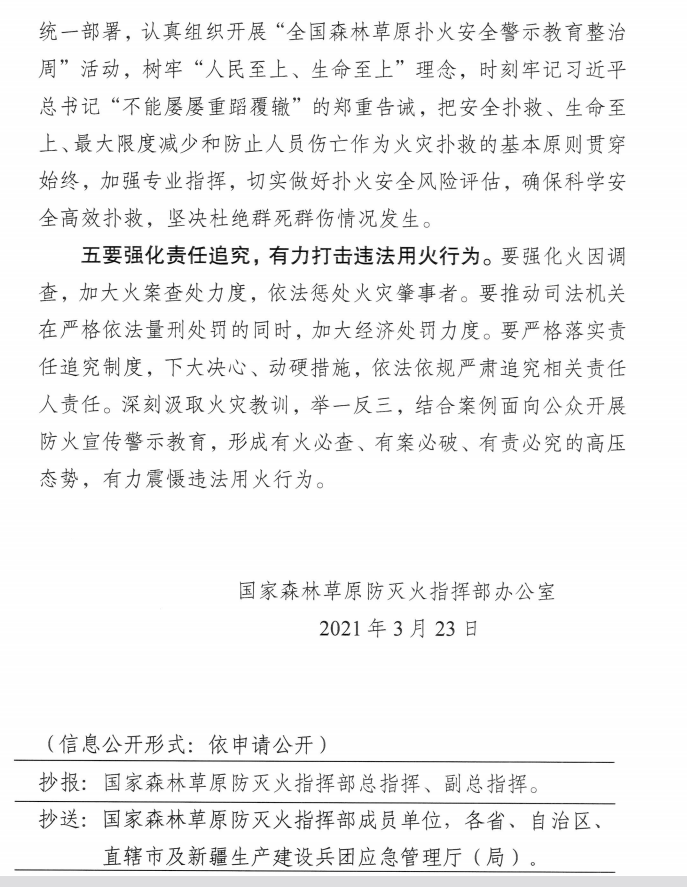 统一部署，认真组织开展“全国森林草原扑火安全警示教育整治
周”活动，树牢“人民至上、生命至上”理念，时刻牢记习近平
总书记“不能屡屡重蹈覆辙”的郑重告诫，把安全扑救、生命至
上、最大限度减少和防止人员伤亡作为火灾扑救的基本原则贯穿
始终，加强专业指挥，切实做好扑火安全风险评估，确保科学安
全高效扑救，坚决杜绝群死群伤情况发生。
五要强化责任追究，有力打击违法用火行为。要强化火因调
查，加大火案查处力度，依法惩处火灾肇事者。要推动司法机关
在严格依法量刑处罚的同时，加大经济处罚力度。要严格落实责
任追究制度，下大决心、动硬措施，依法依规严肃追究相关责任
人责任。深刻汲取火灾教训，举一反三，结合案例面向公众开展
防火宣传警示教育，形成有火必查、有案必破、有责必究的高压
态势，有力震慑违法用火行为。
国家森林草原防灭火指挥部办公室
2021 年 3 月 23 日
（信息公开形式：依申请公开）
抄报：国家森林草原防灭火指挥部总指挥、副总指挥。
抄送：国家森林草原防灭火指挥部成员单位，各省、自治区、
直辖市及新疆生产建设兵团应急管理厅（局）。